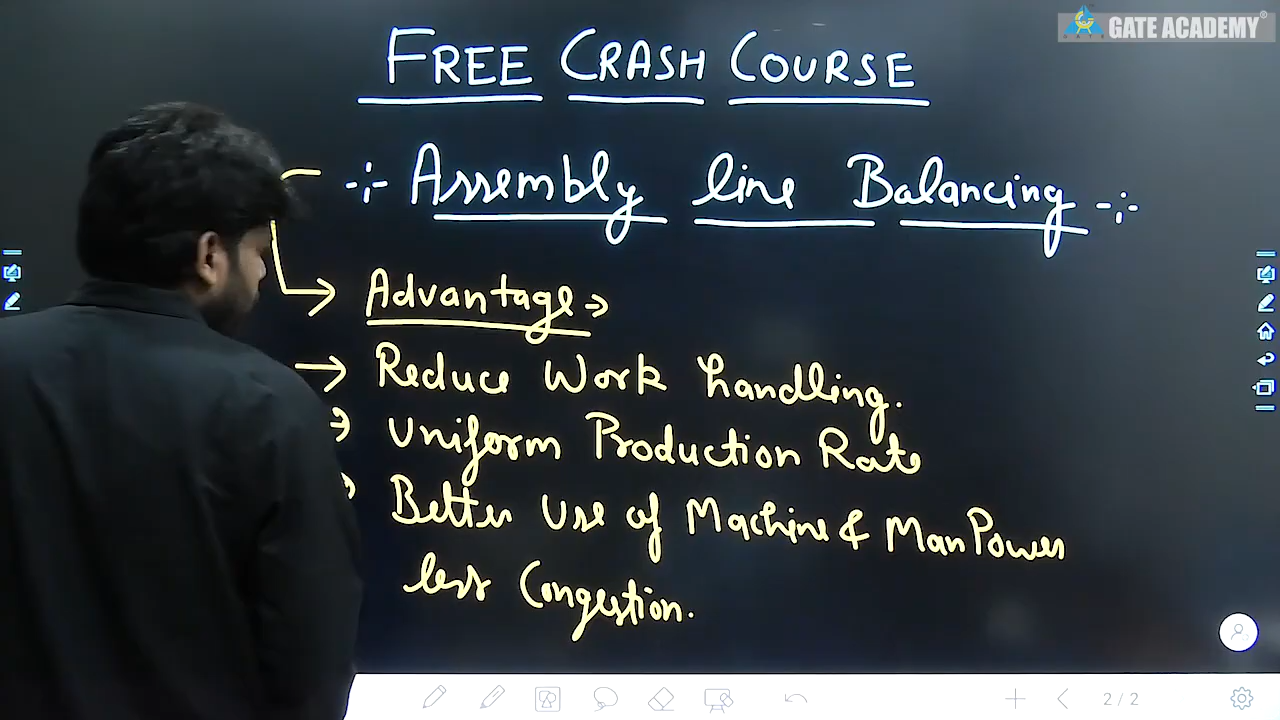 GATE ACADEMY®
FREE CRASH COURSE
Assembly line Balancing
Advantage
Reduce Work handling.
Uniform Production Rate
Better Use of Machine & ManPower
less Congestion.
2/2